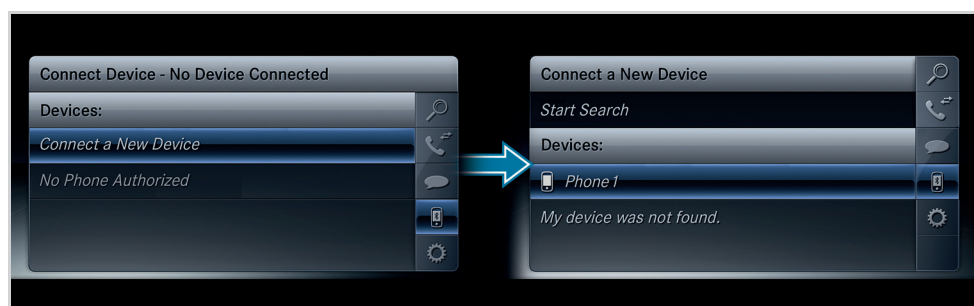 Connect Device - No Device Connected
Devices:
Connect a New Device
No Phone Authorized
Connect a New Device
Start Search
Devices:
Phone 1
My device was not found.